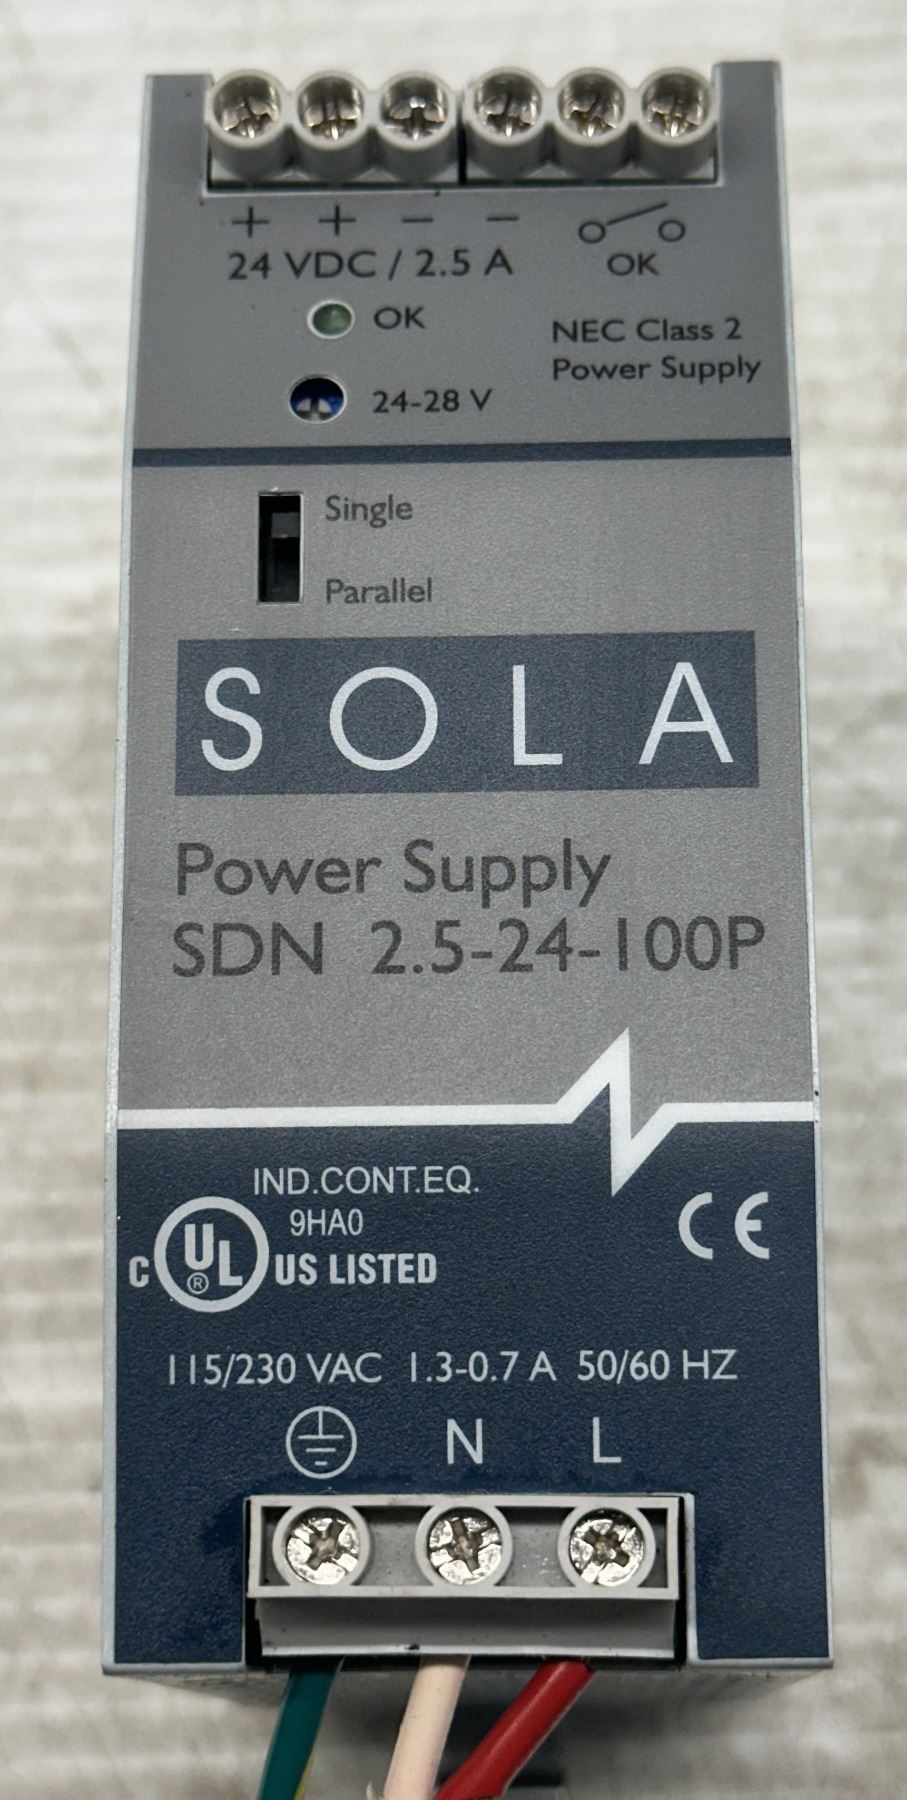 + + − −
24 VDC / 2.5 A OK
OK
NEC Class 2
Power Supply
24-28 V
Single
Parallel
SOLA
Power Supply
SDN 2.5-24-100P
IND.CONT.EQ.
9HA0
C UL ® US LISTED
CE
115/230 VAC 1.3-0.7 A 50/60 HZ
N L